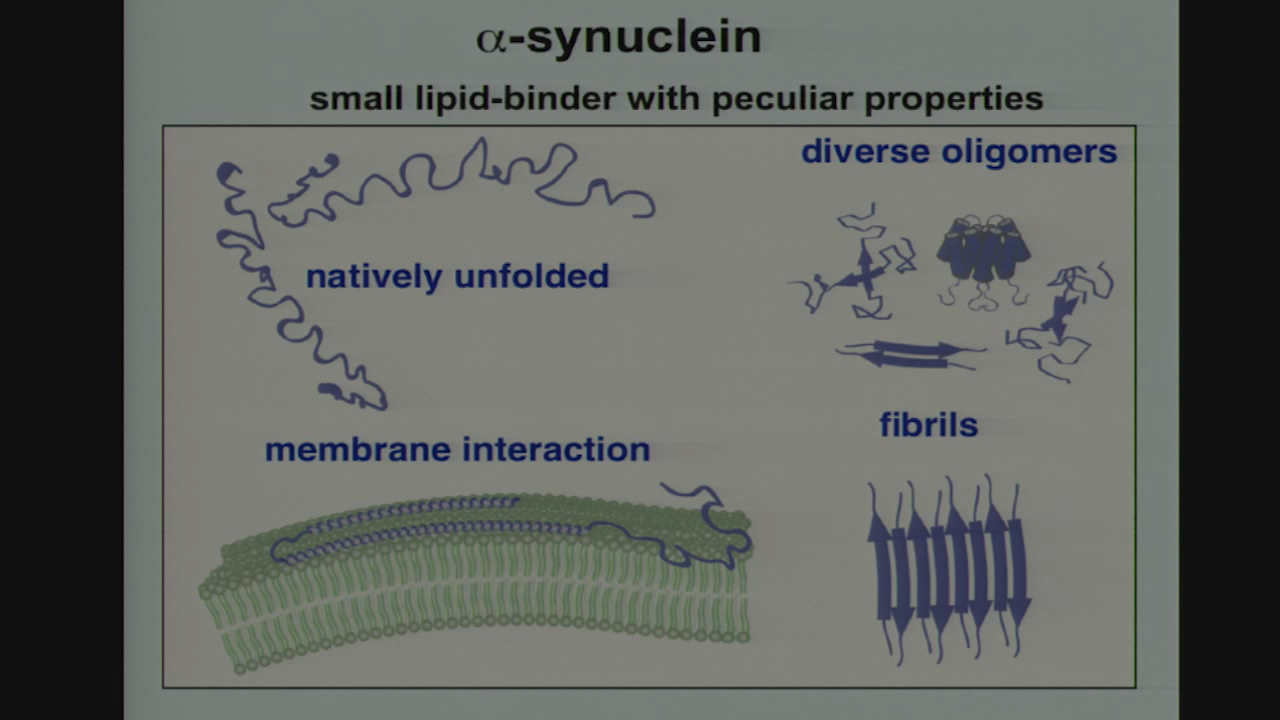 α-synuclein
small lipid-binder with peculiar properties
diverse oligomers
natively unfolded
fibrils
membrane interaction